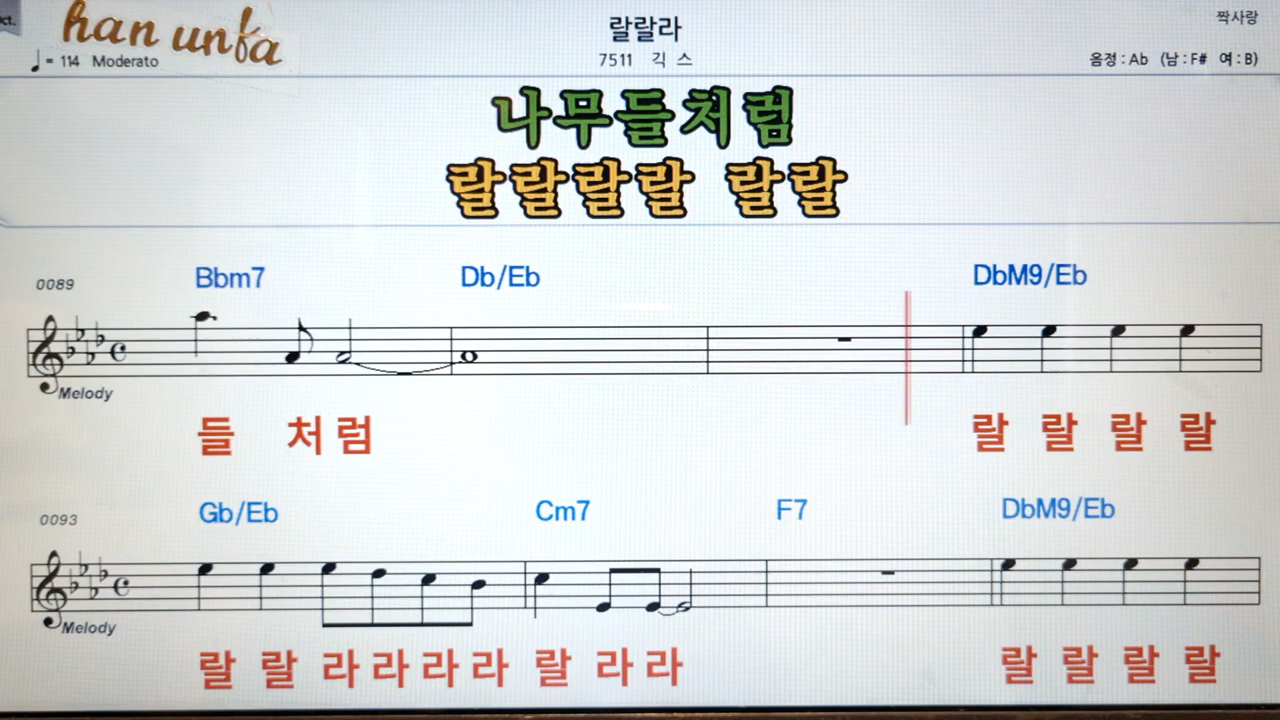 oct.
han unfa
랄랄라
짝사랑
♩= 114 Moderato
7511 긱 스
음정 : Ab (남 : F# 여 : B)
나무들처럼
랄랄랄랄 랄랄
0089 Bbm7 Db/Eb DbM9/Eb
Melody
들 처 럼 랄 랄 랄 랄
0093 Gb/Eb Cm7 F7 DbM9/Eb
Melody
랄 랄 라 라 라 라 랄 라 라 랄 랄 랄 랄